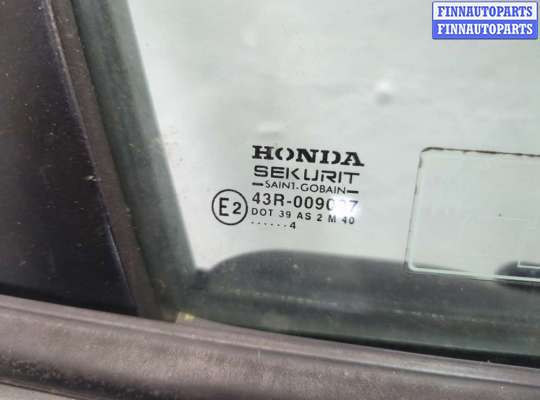 FINNAUTOPARTS
FINNAUTOPARTS
HONDA
SEKURIT
SAINT-GOBAIN
E2
DOT 39 AS 2 M 40
......4